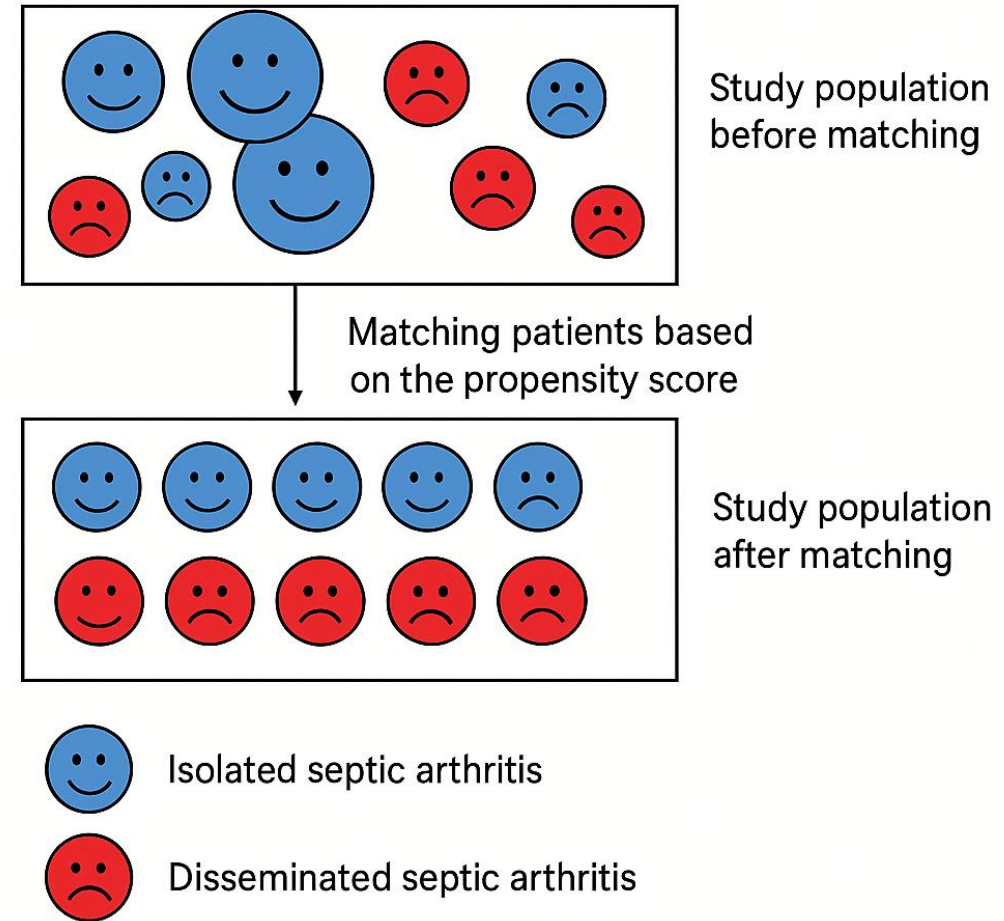 Study population
before matching
Matching patients based
on the propensity score
Study population
after matching
Isolated septic arthritis
Disseminated septic arthritis